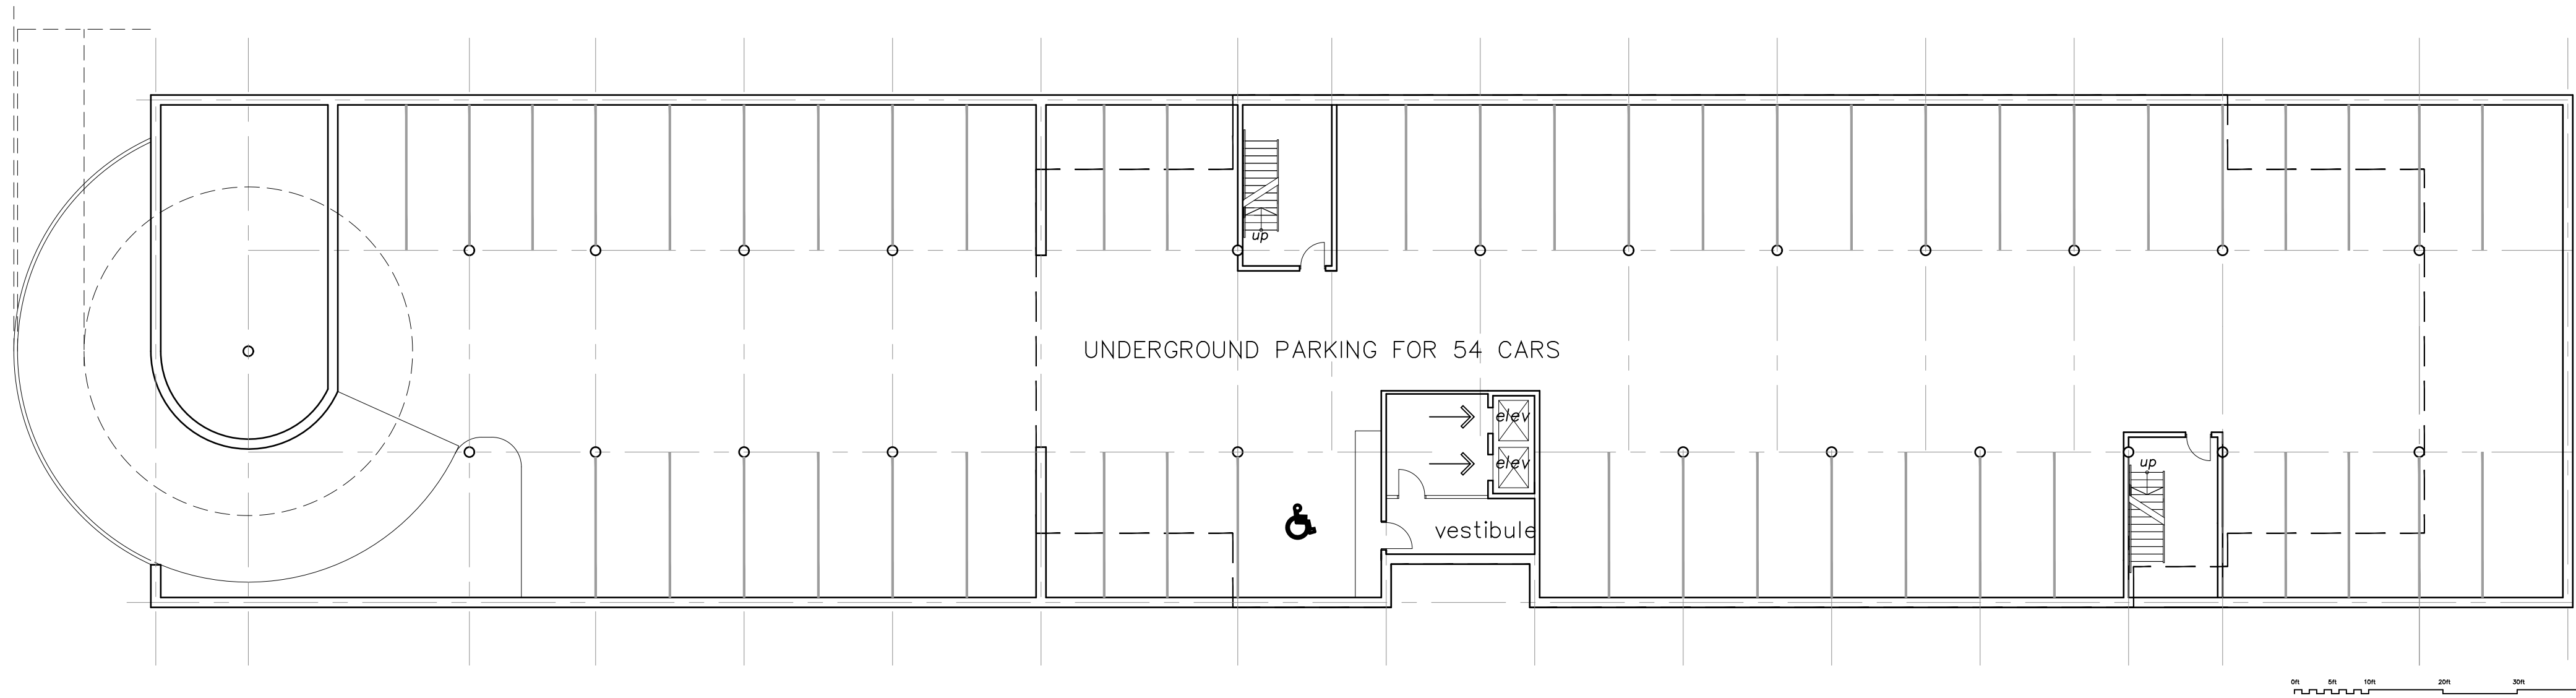 up
UNDERGROUND PARKING FOR 54 CARS
elev
elev
up
vestibule
0ft 5ft 10ft 20ft 30ft